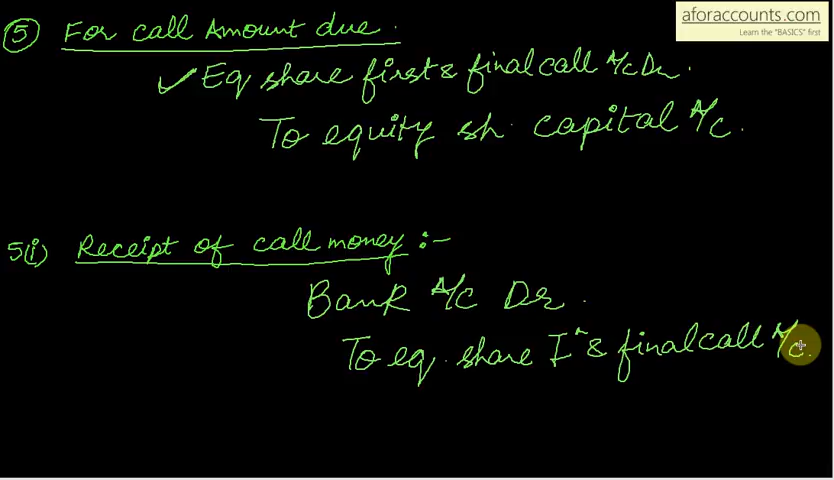 aforaccounts.com
Learn the "BASICS" first
5 For call Amount due.
✓ Eq share first & final call A/c Dr.
To equity sh. capital A/c.
5(i) Receipt of call money :-
Bank A/c Dr.
To eq. share I & final call A/c.